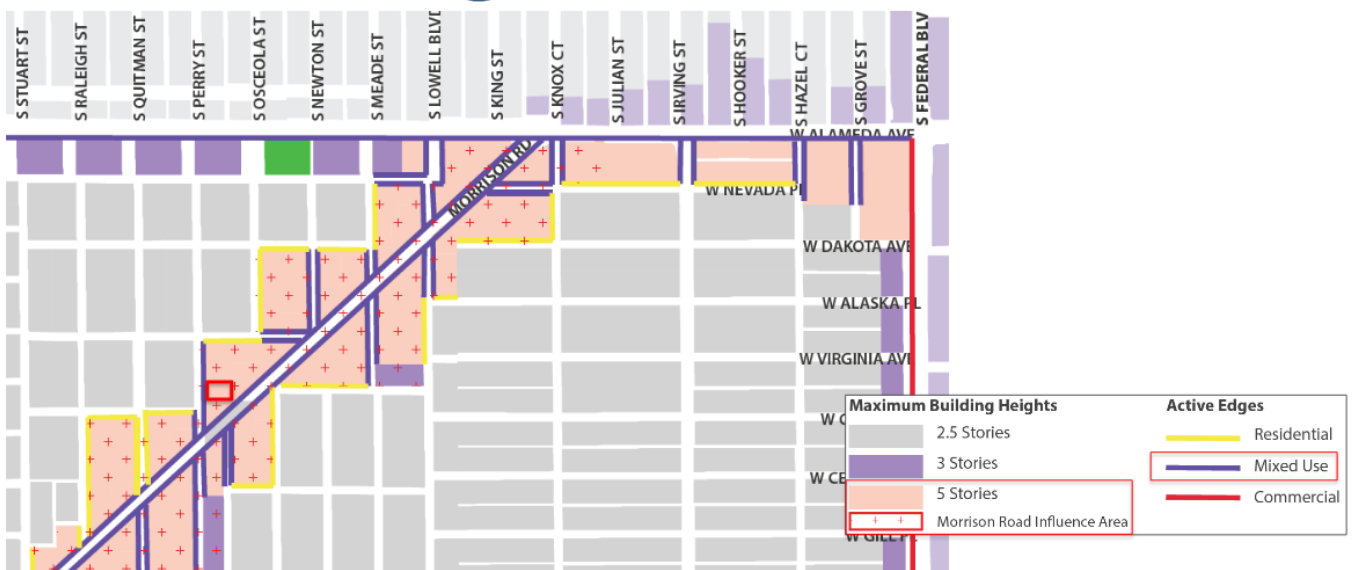 S STUART ST
S RALEIGH ST
S QUITMAN ST
S PERRY ST
S OSCEOLA ST
S NEWTON ST
S MEADE ST
S LOWELL BLVD
S KING ST
S KNOX CT
S JULIAN ST
S IRVING ST
S HOOKER ST
S HAZEL CT
S GROVE ST
S FEDERAL BLV
W ALAMEDA AVE
MORRISON RD
W NEVADA PL
W DAKOTA AVE
W ALASKA PL
W VIRGINIA AVE
W C
W CE
W GILL PL
Maximum Building Heights
2.5 Stories
3 Stories
5 Stories
Morrison Road Influence Area
Active Edges
Residential
Mixed Use
Commercial